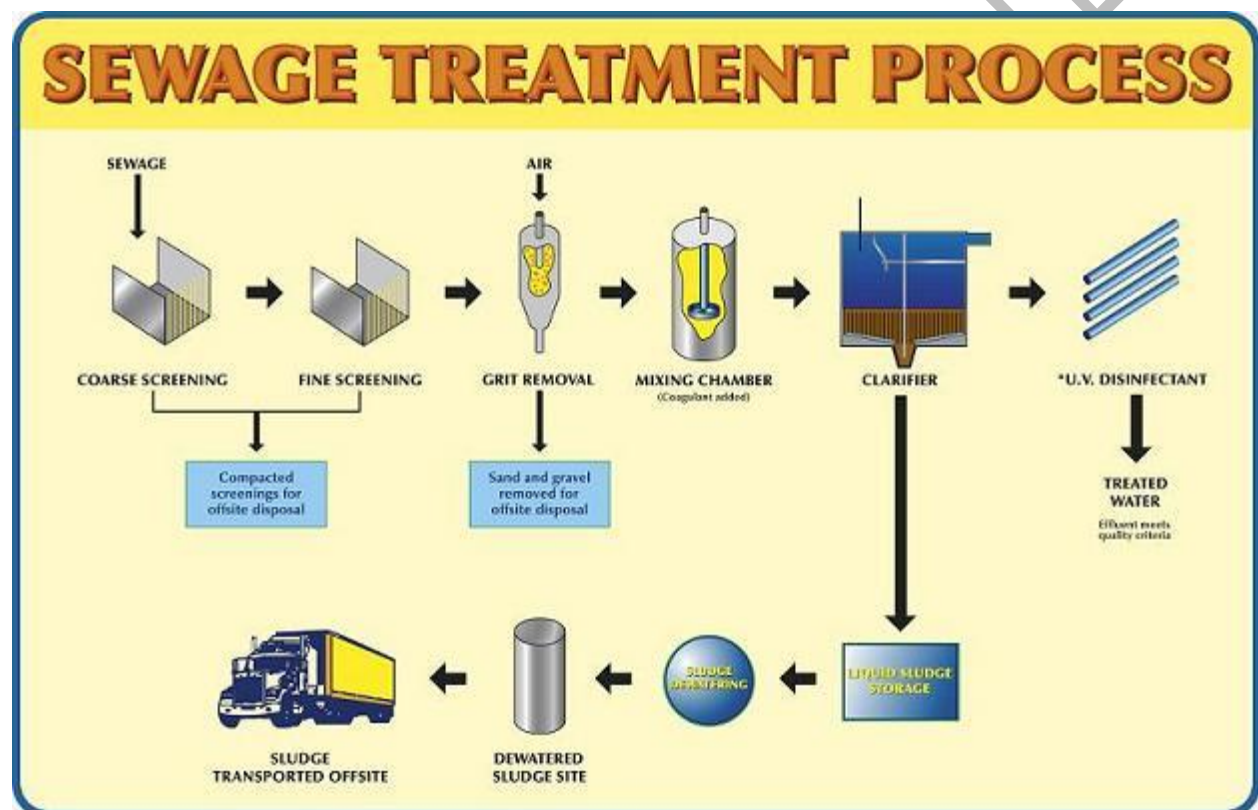 SEWAGE TREATMENT PROCESS
SEWAGE
AIR
COARSE SCREENING
FINE SCREENING
GRIT REMOVAL
MIXING CHAMBER
(Coagulant added)
CLARIFIER
*U.V. DISINFECTANT
Compacted
screenings for
offsite disposal
Sand and gravel
removed for
offsite disposal
TREATED
WATER
Effluent meets
quality criteria
LIQUID SLUDGE
STORAGE
SLUDGE
DEWATERING
DEWATERED
SLUDGE SITE
SLUDGE
TRANSPORTED OFFSITE